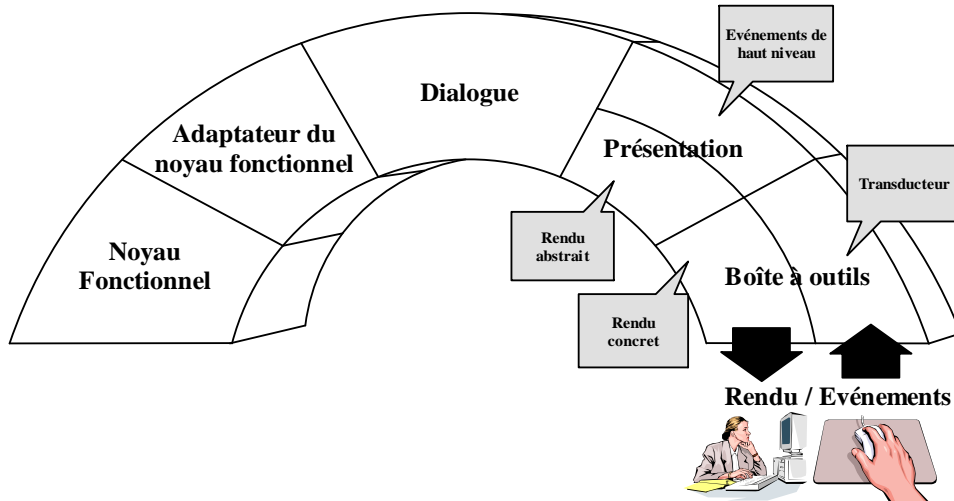 Evénements de
haut niveau
Dialogue
Adaptateur du
noyau fonctionnel
Présentation
Transducteur
Rendu
abstrait
Noyau
Fonctionnel
Boîte à outils
Rendu
concret
Rendu / Evénements